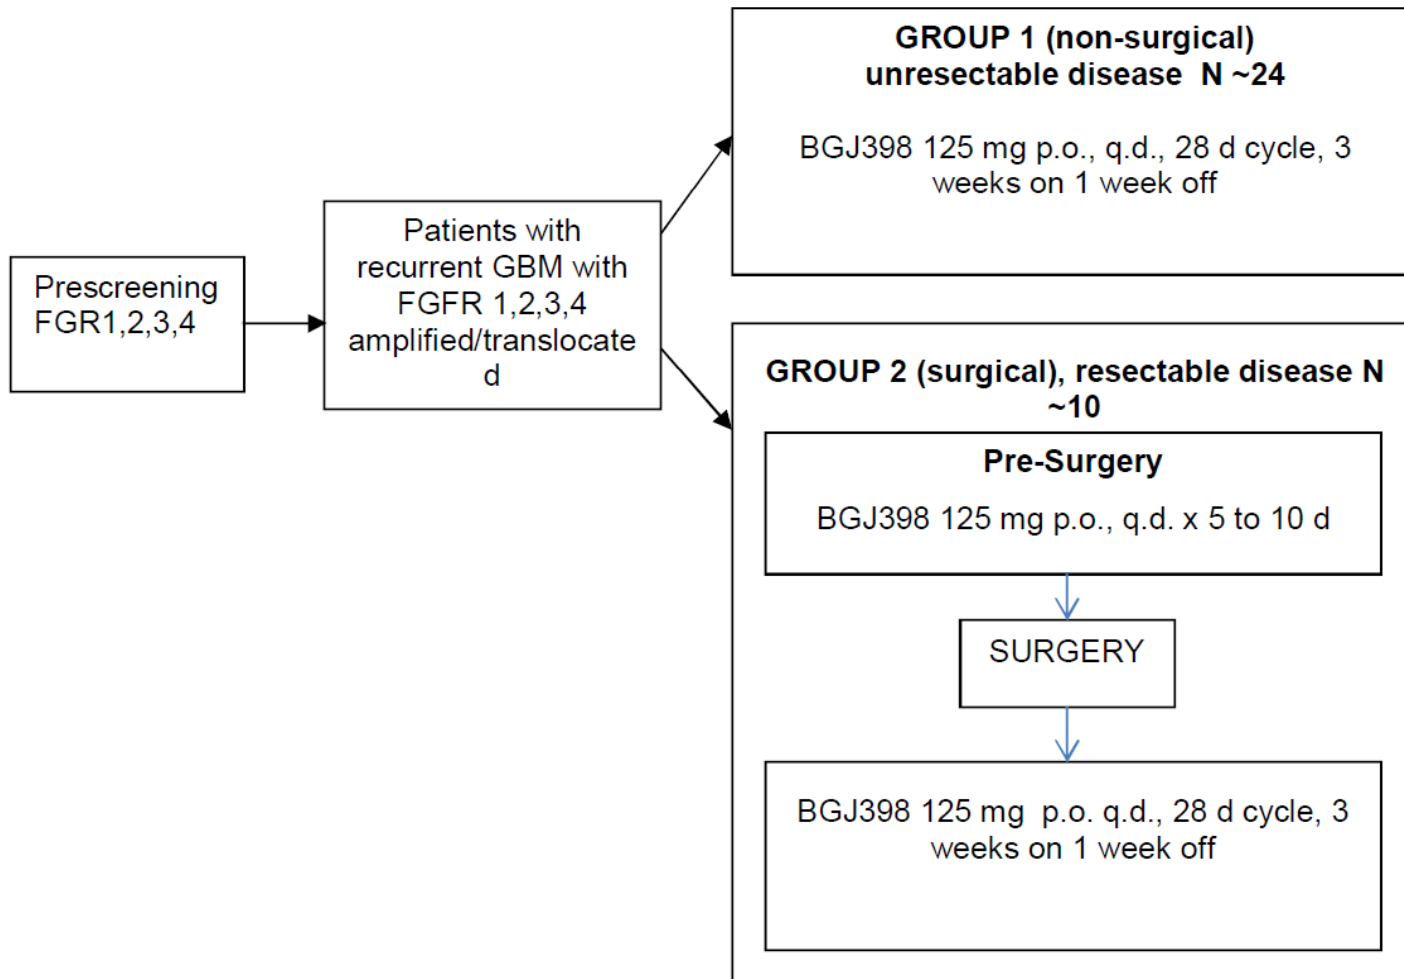 Prescreening
FGR1,2,3,4
Patients with
recurrent GBM with
FGFR 1,2,3,4
amplified/translocate
d
GROUP 1 (non-surgical)
unresectable disease  N ~24
BGJ398 125 mg p.o., q.d., 28 d cycle, 3
weeks on 1 week off
GROUP 2 (surgical), resectable disease N
~10
Pre-Surgery
BGJ398 125 mg p.o., q.d. x 5 to 10 d
SURGERY
BGJ398 125 mg  p.o. q.d., 28 d cycle, 3
weeks on 1 week off